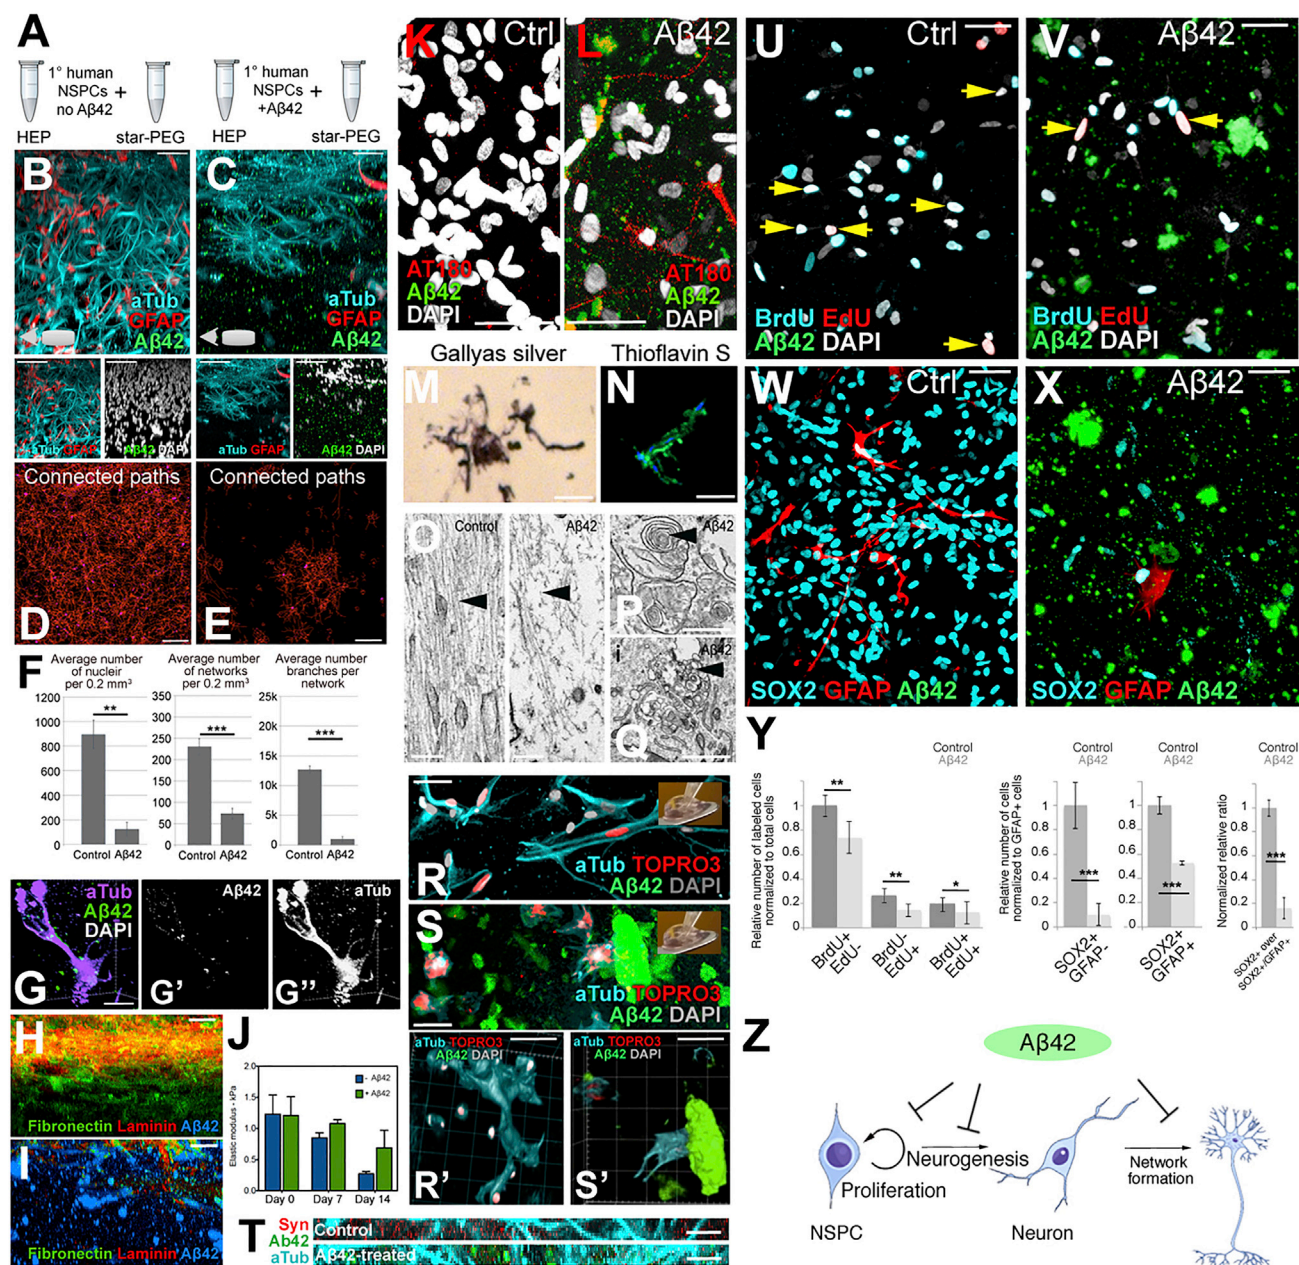 A
1° human
NSPCs +
no Aβ42
HEP
star-PEG
1° human
NSPCs +
+Aβ42
HEP
star-PEG
B
aTub
GFAP
Aβ42
C
aTub
GFAP
Aβ42
aTub GFAP
Aβ42 DAPI
aTub GFAP
Aβ42 DAPI
Connected paths
D
Connected paths
E
F
Average number
of nucleir
per 0.2 mm³
1200
1000
800
600
400
200
0
**
Control Aβ42
Average number
of networks
per 0.2 mm³
350
300
250
200
150
100
50
0
***
Control Aβ42
Average number
branches per
network
25k
20k
15k
10k
5k
0
***
Control Aβ42
aTub
Aβ42
DAPI
G
Aβ42
G'
aTub
G"
H
Fibronectin Laminin Aβ42
I
Fibronectin Laminin Aβ42
J
Elastic modulus - kPa
2.0
1.5
1.0
0.5
0.0
- Aβ42
+ Aβ42
Day 0
Day 7
Day 14
K
Ctrl
AT180
Aβ42
DAPI
L
Aβ42
AT180
Aβ42
DAPI
Gallyas silver
M
Thioflavin S
N
O
Control
Aβ42
P
Aβ42
i
Aβ42
Q
R
aTub TOPRO3
Aβ42 DAPI
S
aTub TOPRO3
Aβ42 DAPI
aTub TOPRO3
Aβ42 DAPI
R'
aTub TOPRO3
Aβ42 DAPI
S'
T
Syn
Ab42
aTub
Control
Aβ42-treated
U
Ctrl
BrdU EdU
Aβ42 DAPI
V
Aβ42
BrdU EdU
Aβ42 DAPI
W
Ctrl
SOX2 GFAP Aβ42
X
Aβ42
SOX2 GFAP Aβ42
Y
Control
Aβ42
Relative number of labeled cells
normalized to total cells
1
0.8
0.6
0.4
0.2
0
**
**
*
BrdU+
EdU-
BrdU-
EdU+
BrdU+
EdU+
Control
Aβ42
Relative number of cells
normalized to GFAP+ cells
1
0.8
0.6
0.4
0.2
0
***
SOX2+
GFAP-
Control
Aβ42
1
0.8
0.6
0.4
0.2
0
***
SOX2+
GFAP+
Control
Aβ42
Normalized relative ratio
1
0.8
0.6
0.4
0.2
0
***
SOX2+ over
SOX2+/GFAP+
Z
Aβ42
Neurogenesis
Proliferation
Network
formation
NSPC
Neuron